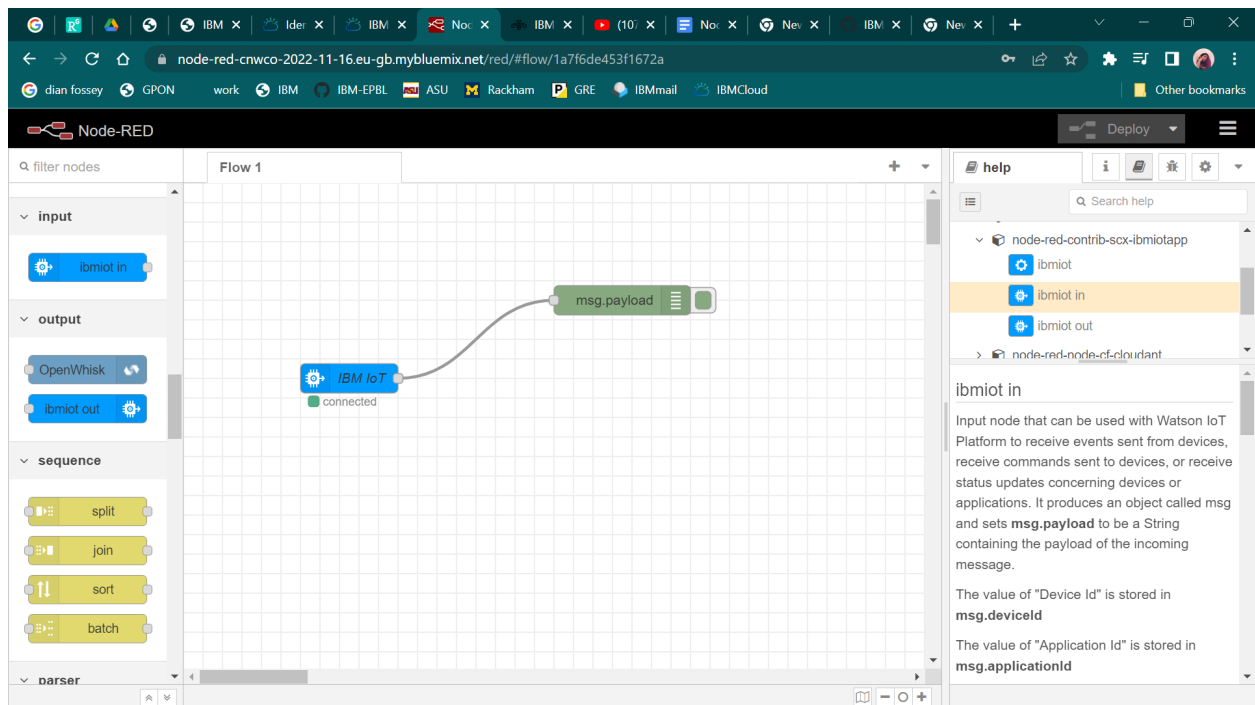 IBM
Ider
IBM
Noc
IBM
(107
Noc
Nev
IBM
Nev
node-red-cnwco-2022-11-16.eu-gb.mybluemix.net/red/#flow/1a7f6de453f1672a
dian fossey GPON work IBM IBM-EPBL ASU Rackham GRE IBMmail IBMCloud Other bookmarks
Node-RED
Deploy
filter nodes
Flow 1
help
input
ibmiot in
output
OpenWhisk
ibmiot out
sequence
split
join
sort
batch
parser
msg.payload
IBM IoT
connected
Search help
node-red-contrib-scx-ibmiotapp
ibmiot
ibmiot in
ibmiot out
node-red-node-cf-cloudant
ibmiot in
Input node that can be used with Watson IoT
Platform to receive events sent from devices,
receive commands sent to devices, or receive
status updates concerning devices or
applications. It produces an object called msg
and sets msg.payload to be a String
containing the payload of the incoming
message.
The value of "Device Id" is stored in
msg.deviceId
The value of "Application Id" is stored in
msg.applicationId